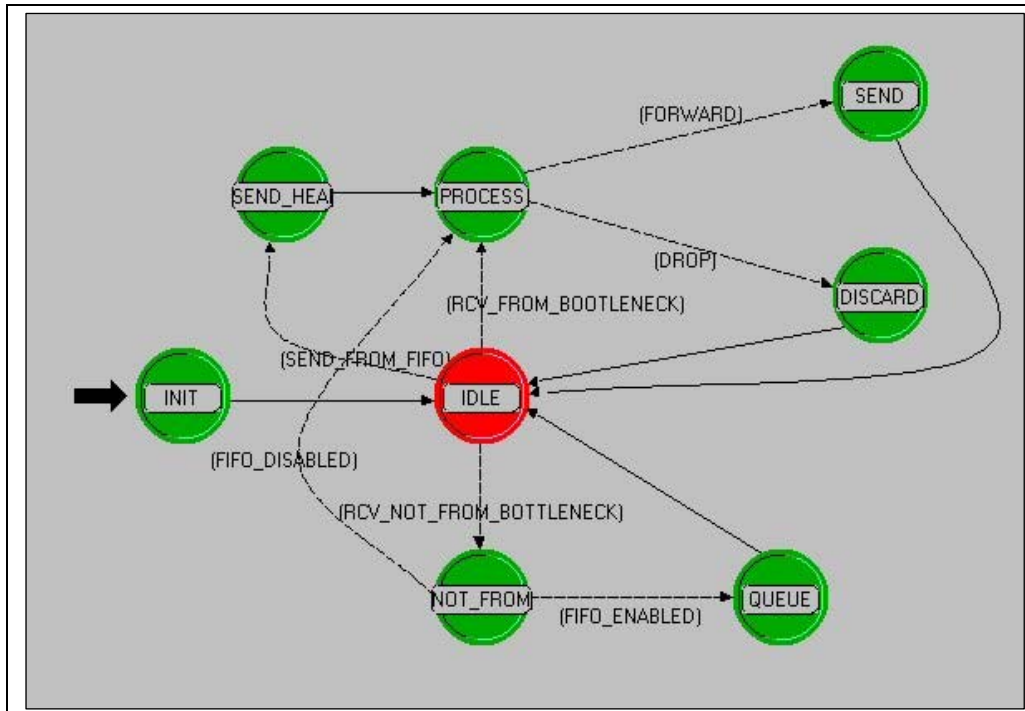 SEND
(FORWARD)
SEND_HEA
PROCESS
(DROP)
DISCARD
(RCV_FROM_BOOTLENECK)
(SEND_FROM_FIFO)
INIT
IDLE
(FIFO_DISABLED)
(RCV_NOT_FROM_BOTTLENECK)
NOT_FROM
(FIFO_ENABLED)
QUEUE